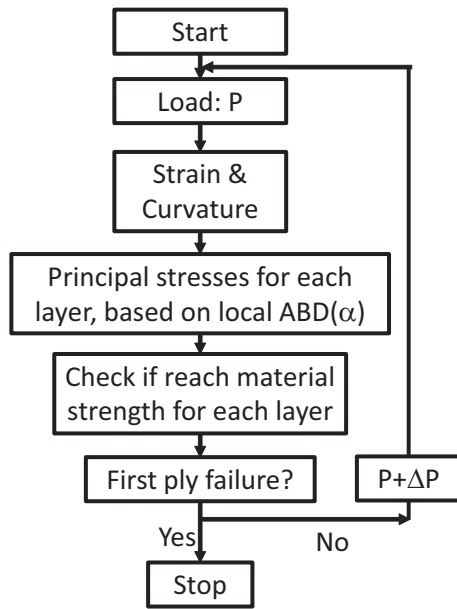 Start
Load: P
Strain &
Curvature
Principal stresses for each
layer, based on local ABD(α)
Check if reach material
strength for each layer
First ply failure?
P+ΔP
Yes
No
Stop